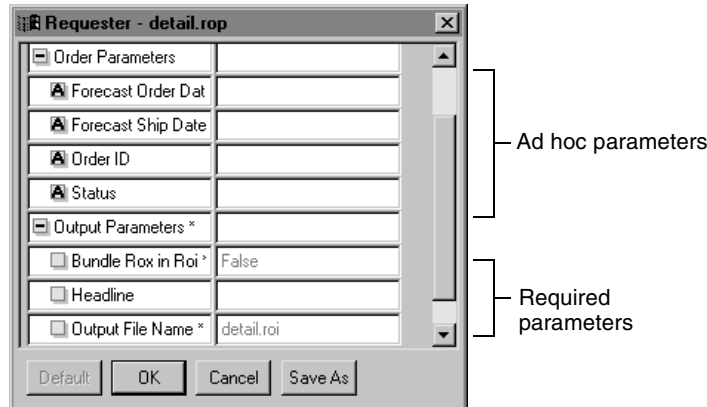 Requester - detail.rop
Order Parameters
Forecast Order Dat
Forecast Ship Date
Order ID
Status
Output Parameters *
Bundle Rox in Roi *
False
Headline
Output File Name *
detail.roi
Default
OK
Cancel
Save As
Ad hoc parameters
Required
parameters